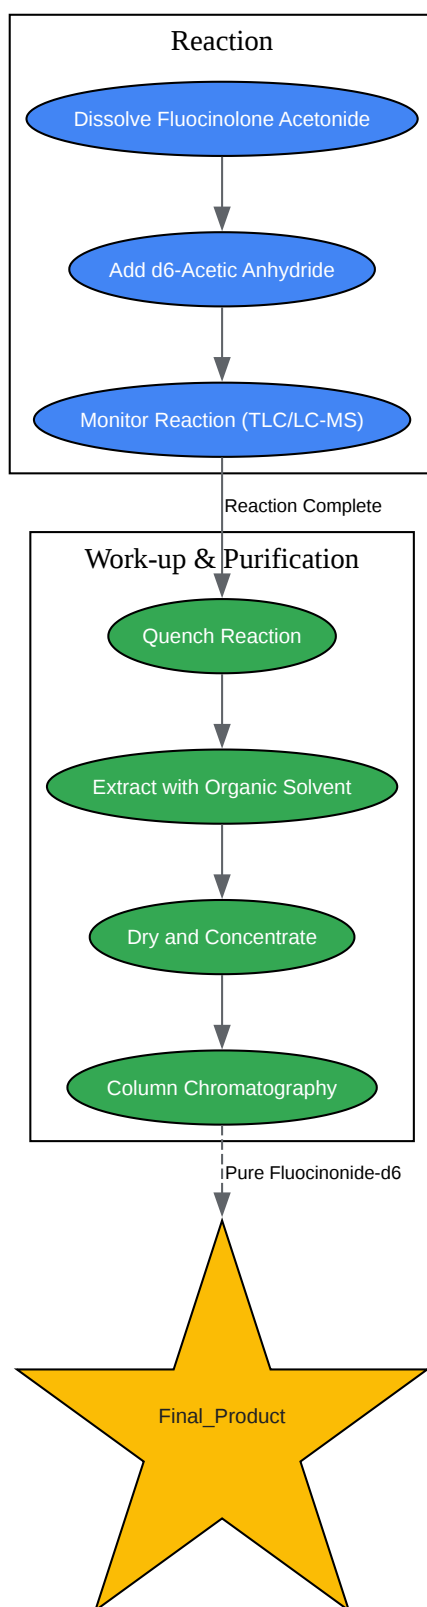 Reaction
Dissolve Fluocinolone Acetonide
Add d6-Acetic Anhydride
Monitor Reaction (TLC/LC-MS)
Reaction Complete
Work-up & Purification
Quench Reaction
Extract with Organic Solvent
Dry and Concentrate
Column Chromatography
Pure Fluocinonide-d6
Final_Product